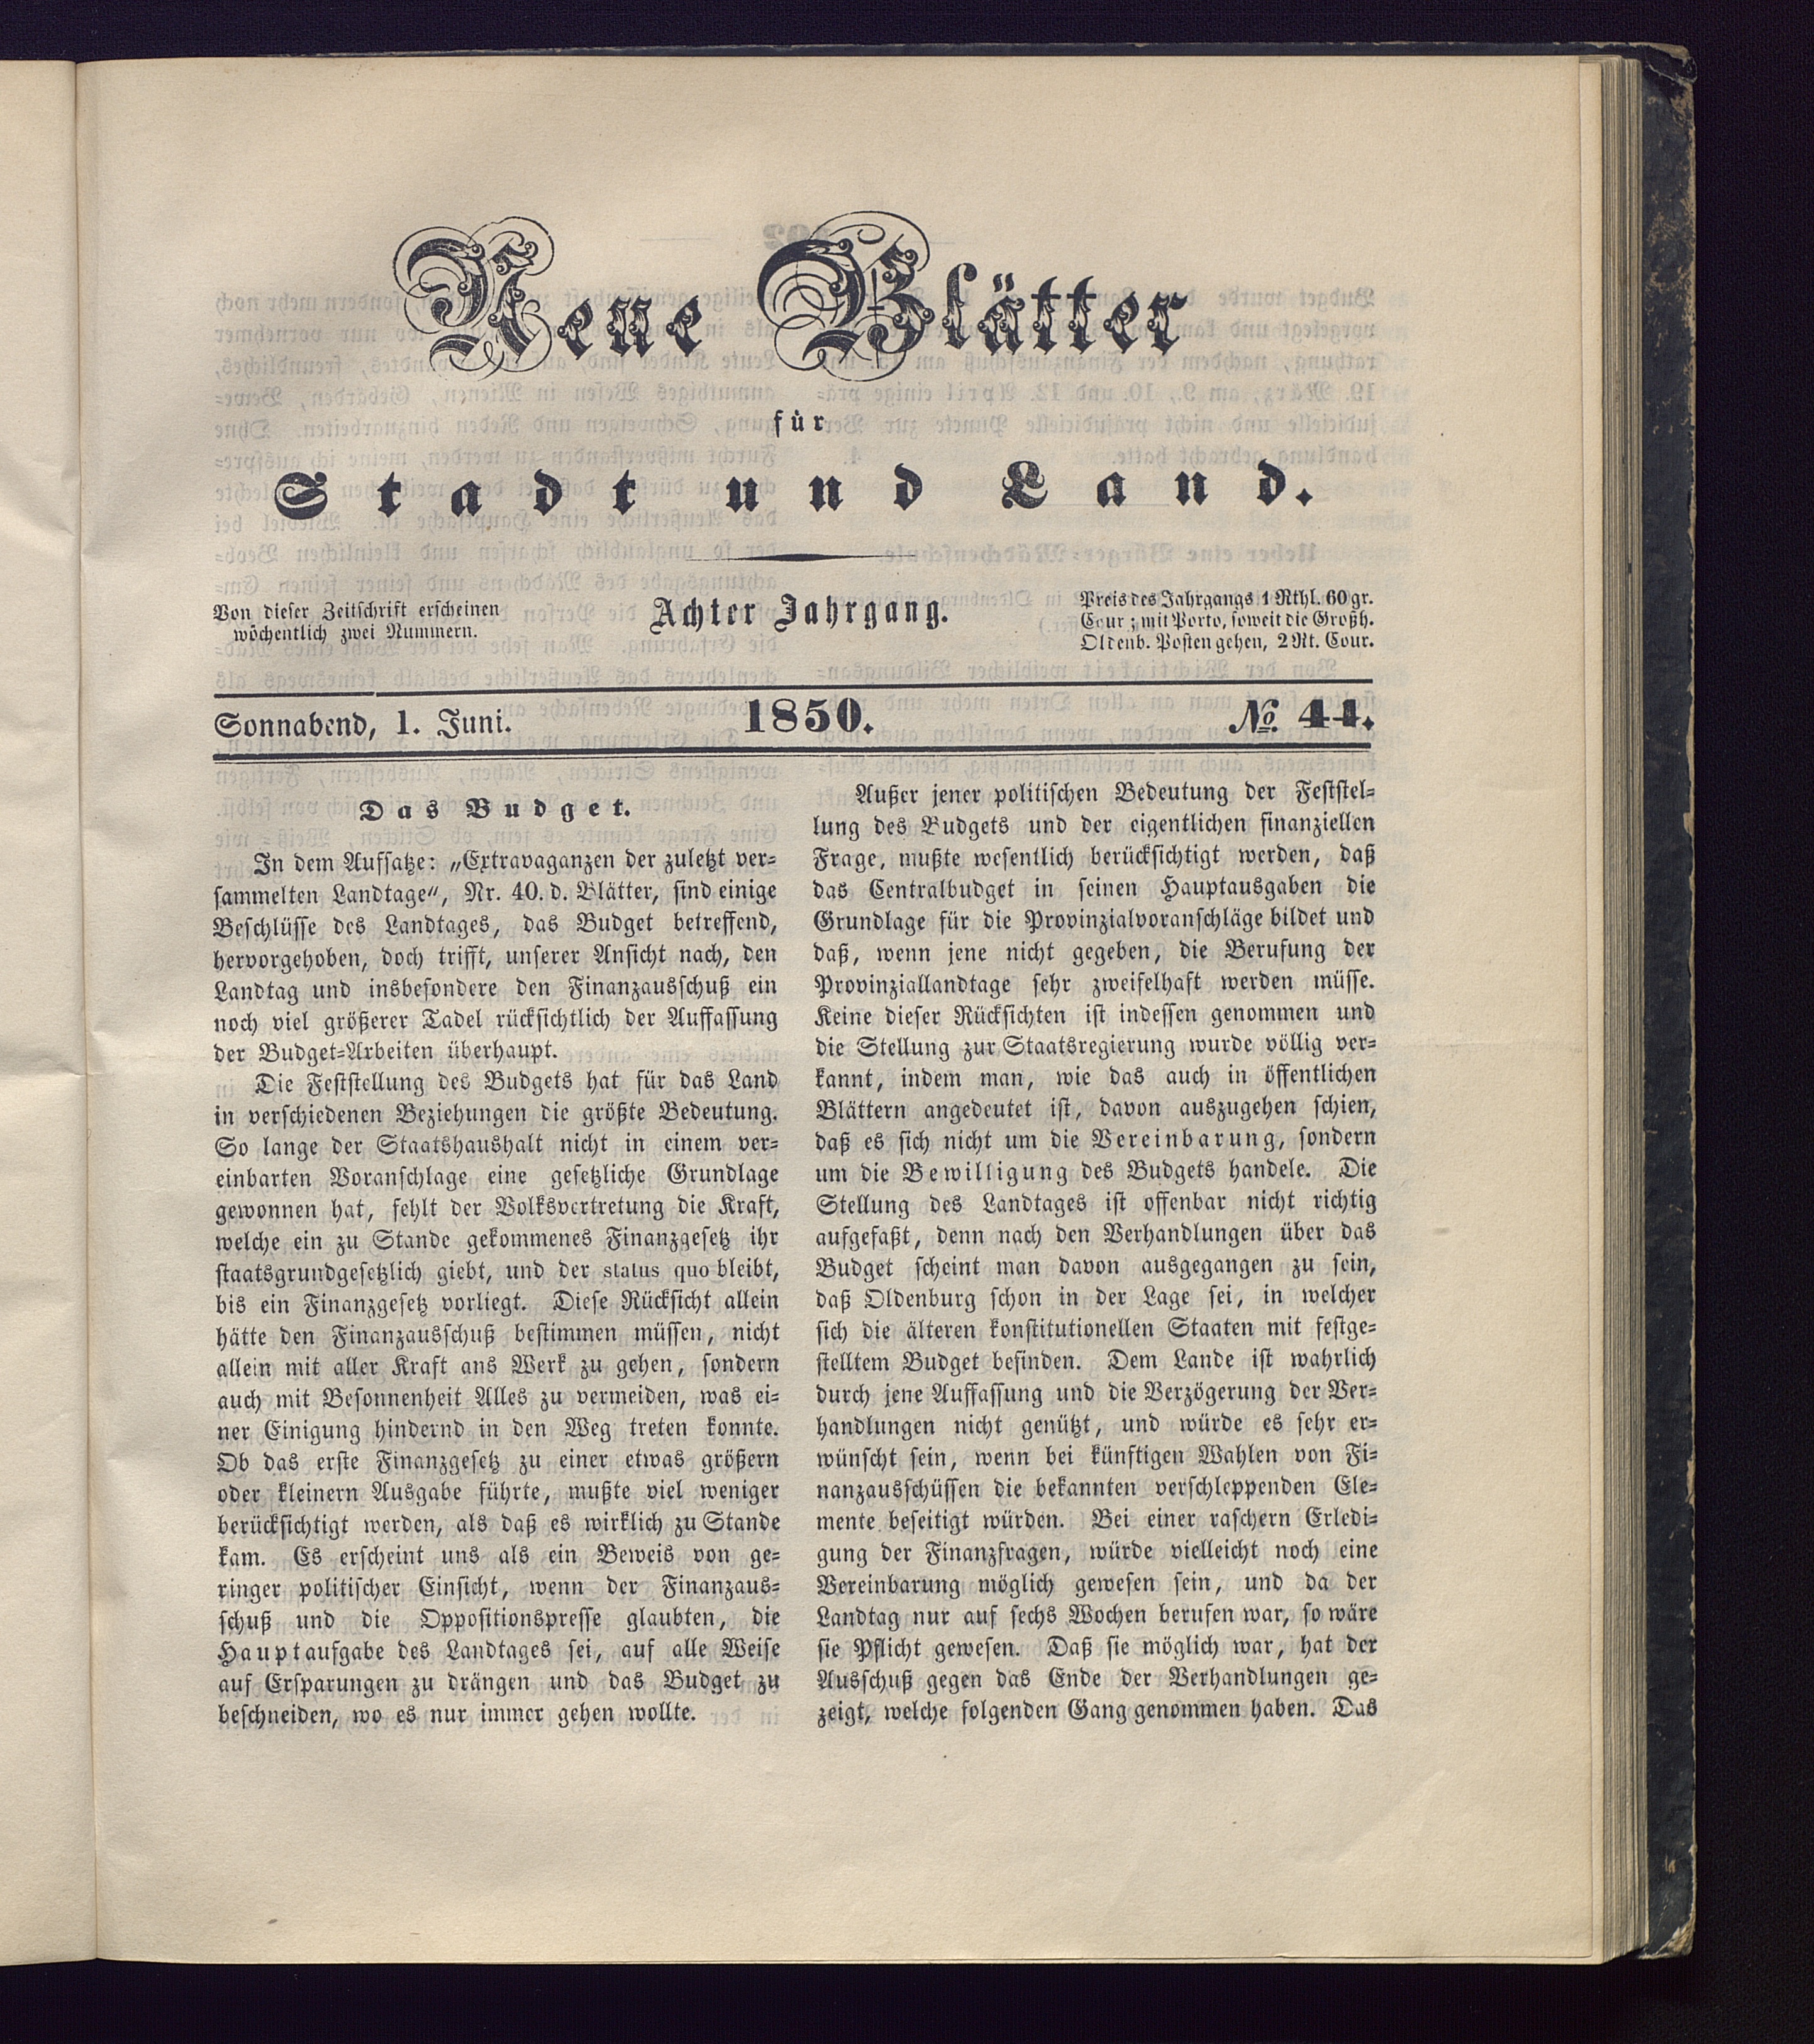 Neue Blätter
für
Stadt und Land.
Von dieser Zeitschrift erscheinen
wöchentlich zwei Nummern.
Achter Jahrgang.
Preis des Jahrgangs 1 Rthl. 60 gr.
Cour; mit Porto, soweit die Großh.
Oldenb. Posten gehen, 2 Rt. Cour.
Sonnabend, 1. Juni.
1850.
№ 44.
Das Budget.
In dem Aufsatze: „Extravaganzen der zuletzt ver-
sammelten Landtage“, Nr. 40. d. Blätter, sind einige
Beschlüsse des Landtages, das Budget betreffend,
hervorgehoben, doch trifft, unserer Ansicht nach, den
Landtag und insbesondere den Finanzausschuß ein
noch viel größerer Tadel rücksichtlich der Auffassung
der Budget-Arbeiten überhaupt.
Die Feststellung des Budgets hat für das Land
in verschiedenen Beziehungen die größte Bedeutung.
So lange der Staatshaushalt nicht in einem ver-
einbarten Voranschlage eine gesetzliche Grundlage
gewonnen hat, fehlt der Volksvertretung die Kraft,
welche ein zu Stande gekommenes Finanzgesetz ihr
staatsgrundgesetzlich giebt, und der status quo bleibt,
bis ein Finanzgesetz vorliegt. Diese Rücksicht allein
hätte den Finanzausschuß bestimmen müssen, nicht
allein mit aller Kraft ans Werk zu gehen, sondern
auch mit Besonnenheit Alles zu vermeiden, was ei-
ner Einigung hindernd in den Weg treten konnte.
Ob das erste Finanzgesetz zu einer etwas größern
oder kleinern Ausgabe führte, mußte viel weniger
berücksichtigt werden, als daß es wirklich zu Stande
kam. Es erscheint uns als ein Beweis von ge-
ringer politischer Einsicht, wenn der Finanzaus-
schuß und die Oppositionspresse glaubten, die
Hauptaufgabe des Landtages sei, auf alle Weise
auf Ersparungen zu drängen und das Budget zu
beschneiden, wo es nur immer gehen wollte.
Außer jener politischen Bedeutung der Feststel-
lung des Budgets und der eigentlichen finanziellen
Frage, mußte wesentlich berücksichtigt werden, daß
das Centralbudget in seinen Hauptausgaben die
Grundlage für die Provinzialvoranschläge bildet und
daß, wenn jene nicht gegeben, die Berufung der
Provinziallandtage sehr zweifelhaft werden müsse.
Keine dieser Rücksichten ist indessen genommen und
die Stellung zur Staatsregierung wurde völlig ver-
kannt, indem man, wie das auch in öffentlichen
Blättern angedeutet ist, davon auszugehen schien,
daß es sich nicht um die Vereinbarung, sondern
um die Bewilligung des Budgets handele. Die
Stellung des Landtages ist offenbar nicht richtig
aufgefaßt, denn nach den Verhandlungen über das
Budget scheint man davon ausgegangen zu sein,
daß Oldenburg schon in der Lage sei, in welcher
sich die älteren konstitutionellen Staaten mit festge-
stelltem Budget befinden. Dem Lande ist wahrlich
durch jene Auffassung und die Verzögerung der Ver-
handlungen nicht genützt, und würde es sehr er-
wünscht sein, wenn bei künftigen Wahlen von Fi-
nanzausschüssen die bekannten verschleppenden Ele-
mente beseitigt würden. Bei einer raschern Erledi-
gung der Finanzfragen, würde vielleicht noch eine
Vereinbarung möglich gewesen sein, und da der
Landtag nur auf sechs Wochen berufen war, so wäre
sie Pflicht gewesen. Daß sie möglich war, hat der
Ausschuß gegen das Ende der Verhandlungen ge-
zeigt, welche folgenden Gang genommen haben. Das